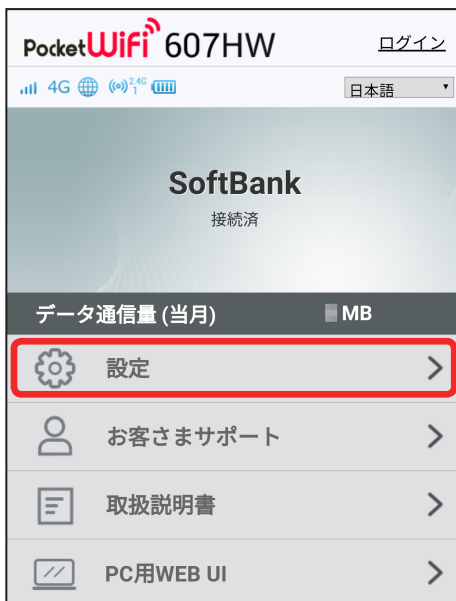 PocketWiFi 607HW ログイン
4G 2.4G 1 日本語
SoftBank
接続済
データ通信量 (当月) MB
設定
お客さまサポート
取扱説明書
PC用WEB UI